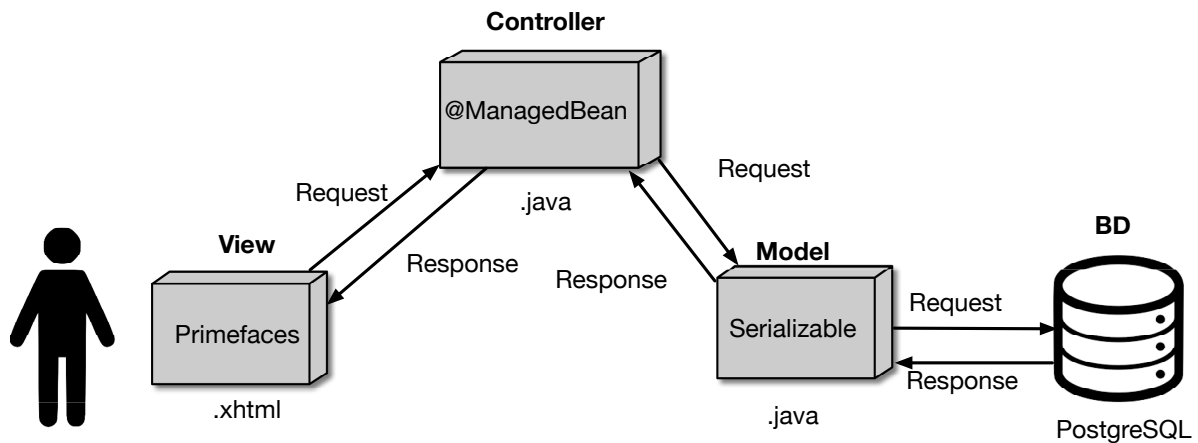 Controller
@ManagedBean
.java
Request
Response
View
Primefaces
.xhtml
Request
Response
Model
Serializable
.java
Request
Response
BD
PostgreSQL